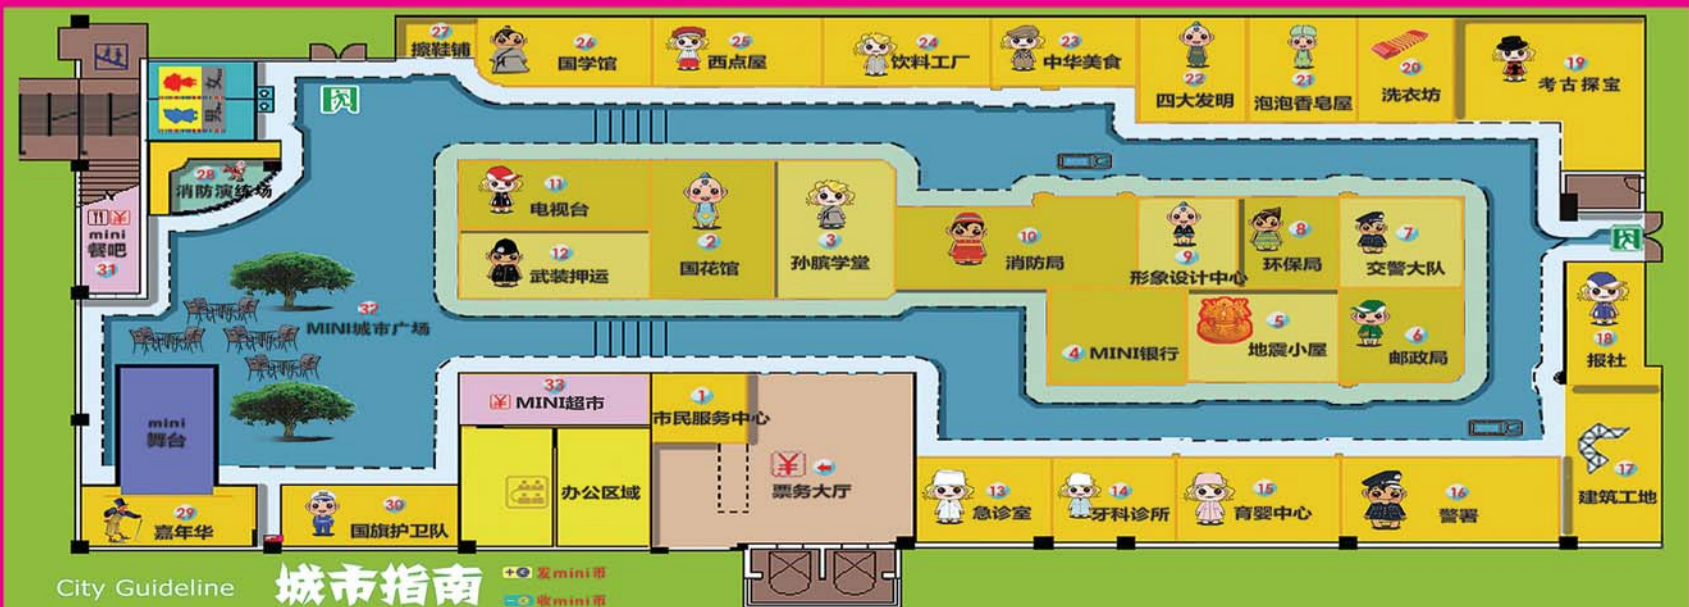 27
擦鞋铺
26
国学馆
25
西点屋
24
饮料工厂
23
中华美食
22
四大发明
21
泡泡香皂屋
20
洗衣坊
19
考古探宝
女
男
28
消防演练场
mini
餐吧
31
11
电视台
12
武装押运
2
国花馆
3
孙膑学堂
10
消防局
9
形象设计中心
8
环保局
7
交警大队
4 MINI银行
5
地震小屋
6
邮政局
18
报社
32
MINI城市广场
mini
舞台
33
MINI超市
1
市民服务中心
办公区域
票务大厅
13
急诊室
14
牙科诊所
15
育婴中心
16
警署
17
建筑工地
29
嘉年华
30
国旗护卫队
City Guideline
城市指南
发mini币
收mini币